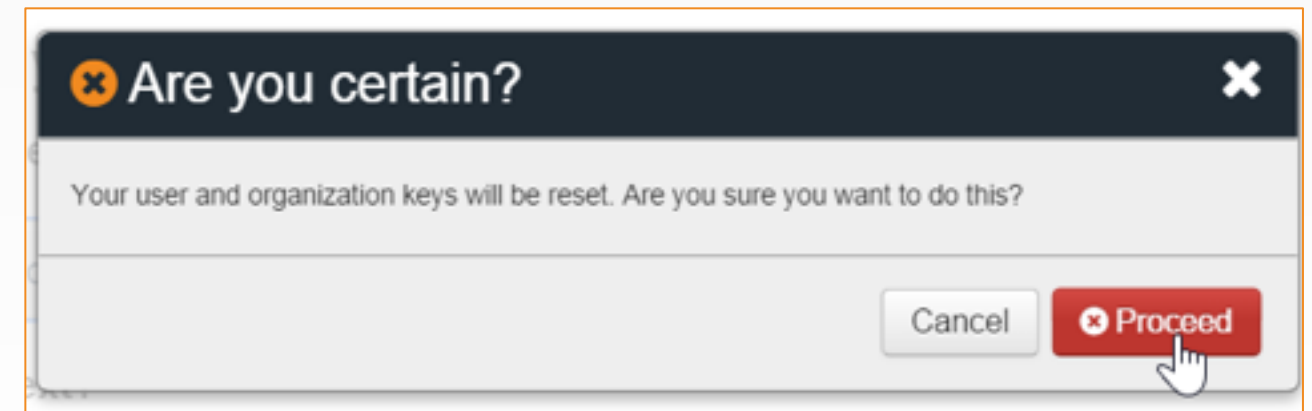 Are you certain?
Your user and organization keys will be reset. Are you sure you want to do this?
Cancel
Proceed